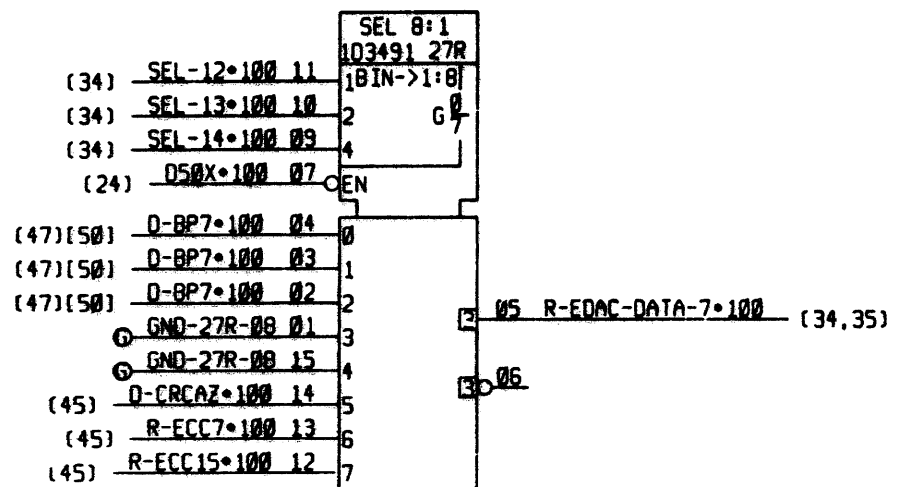 SEL 8:1
103491 27R
(34) SEL-12•100 11 1 BIN->1:8
(34) SEL-13•100 10 2 G 0/7
(34) SEL-14•100 09 4
(24) D50X•100 07 EN
(47)[50] D-BP7•100 04 0
(47)[50] D-BP7•100 03 1
(47)[50] D-BP7•100 02 2
G GND-27R-08 01 3
G GND-27R-08 15 4
(45) D-CRCAZ•100 14 5
(45) R-ECC7•100 13 6
(45) R-ECC15•100 12 7
2 05 R-EDAC-DATA-7•100 (34,35)
3 06